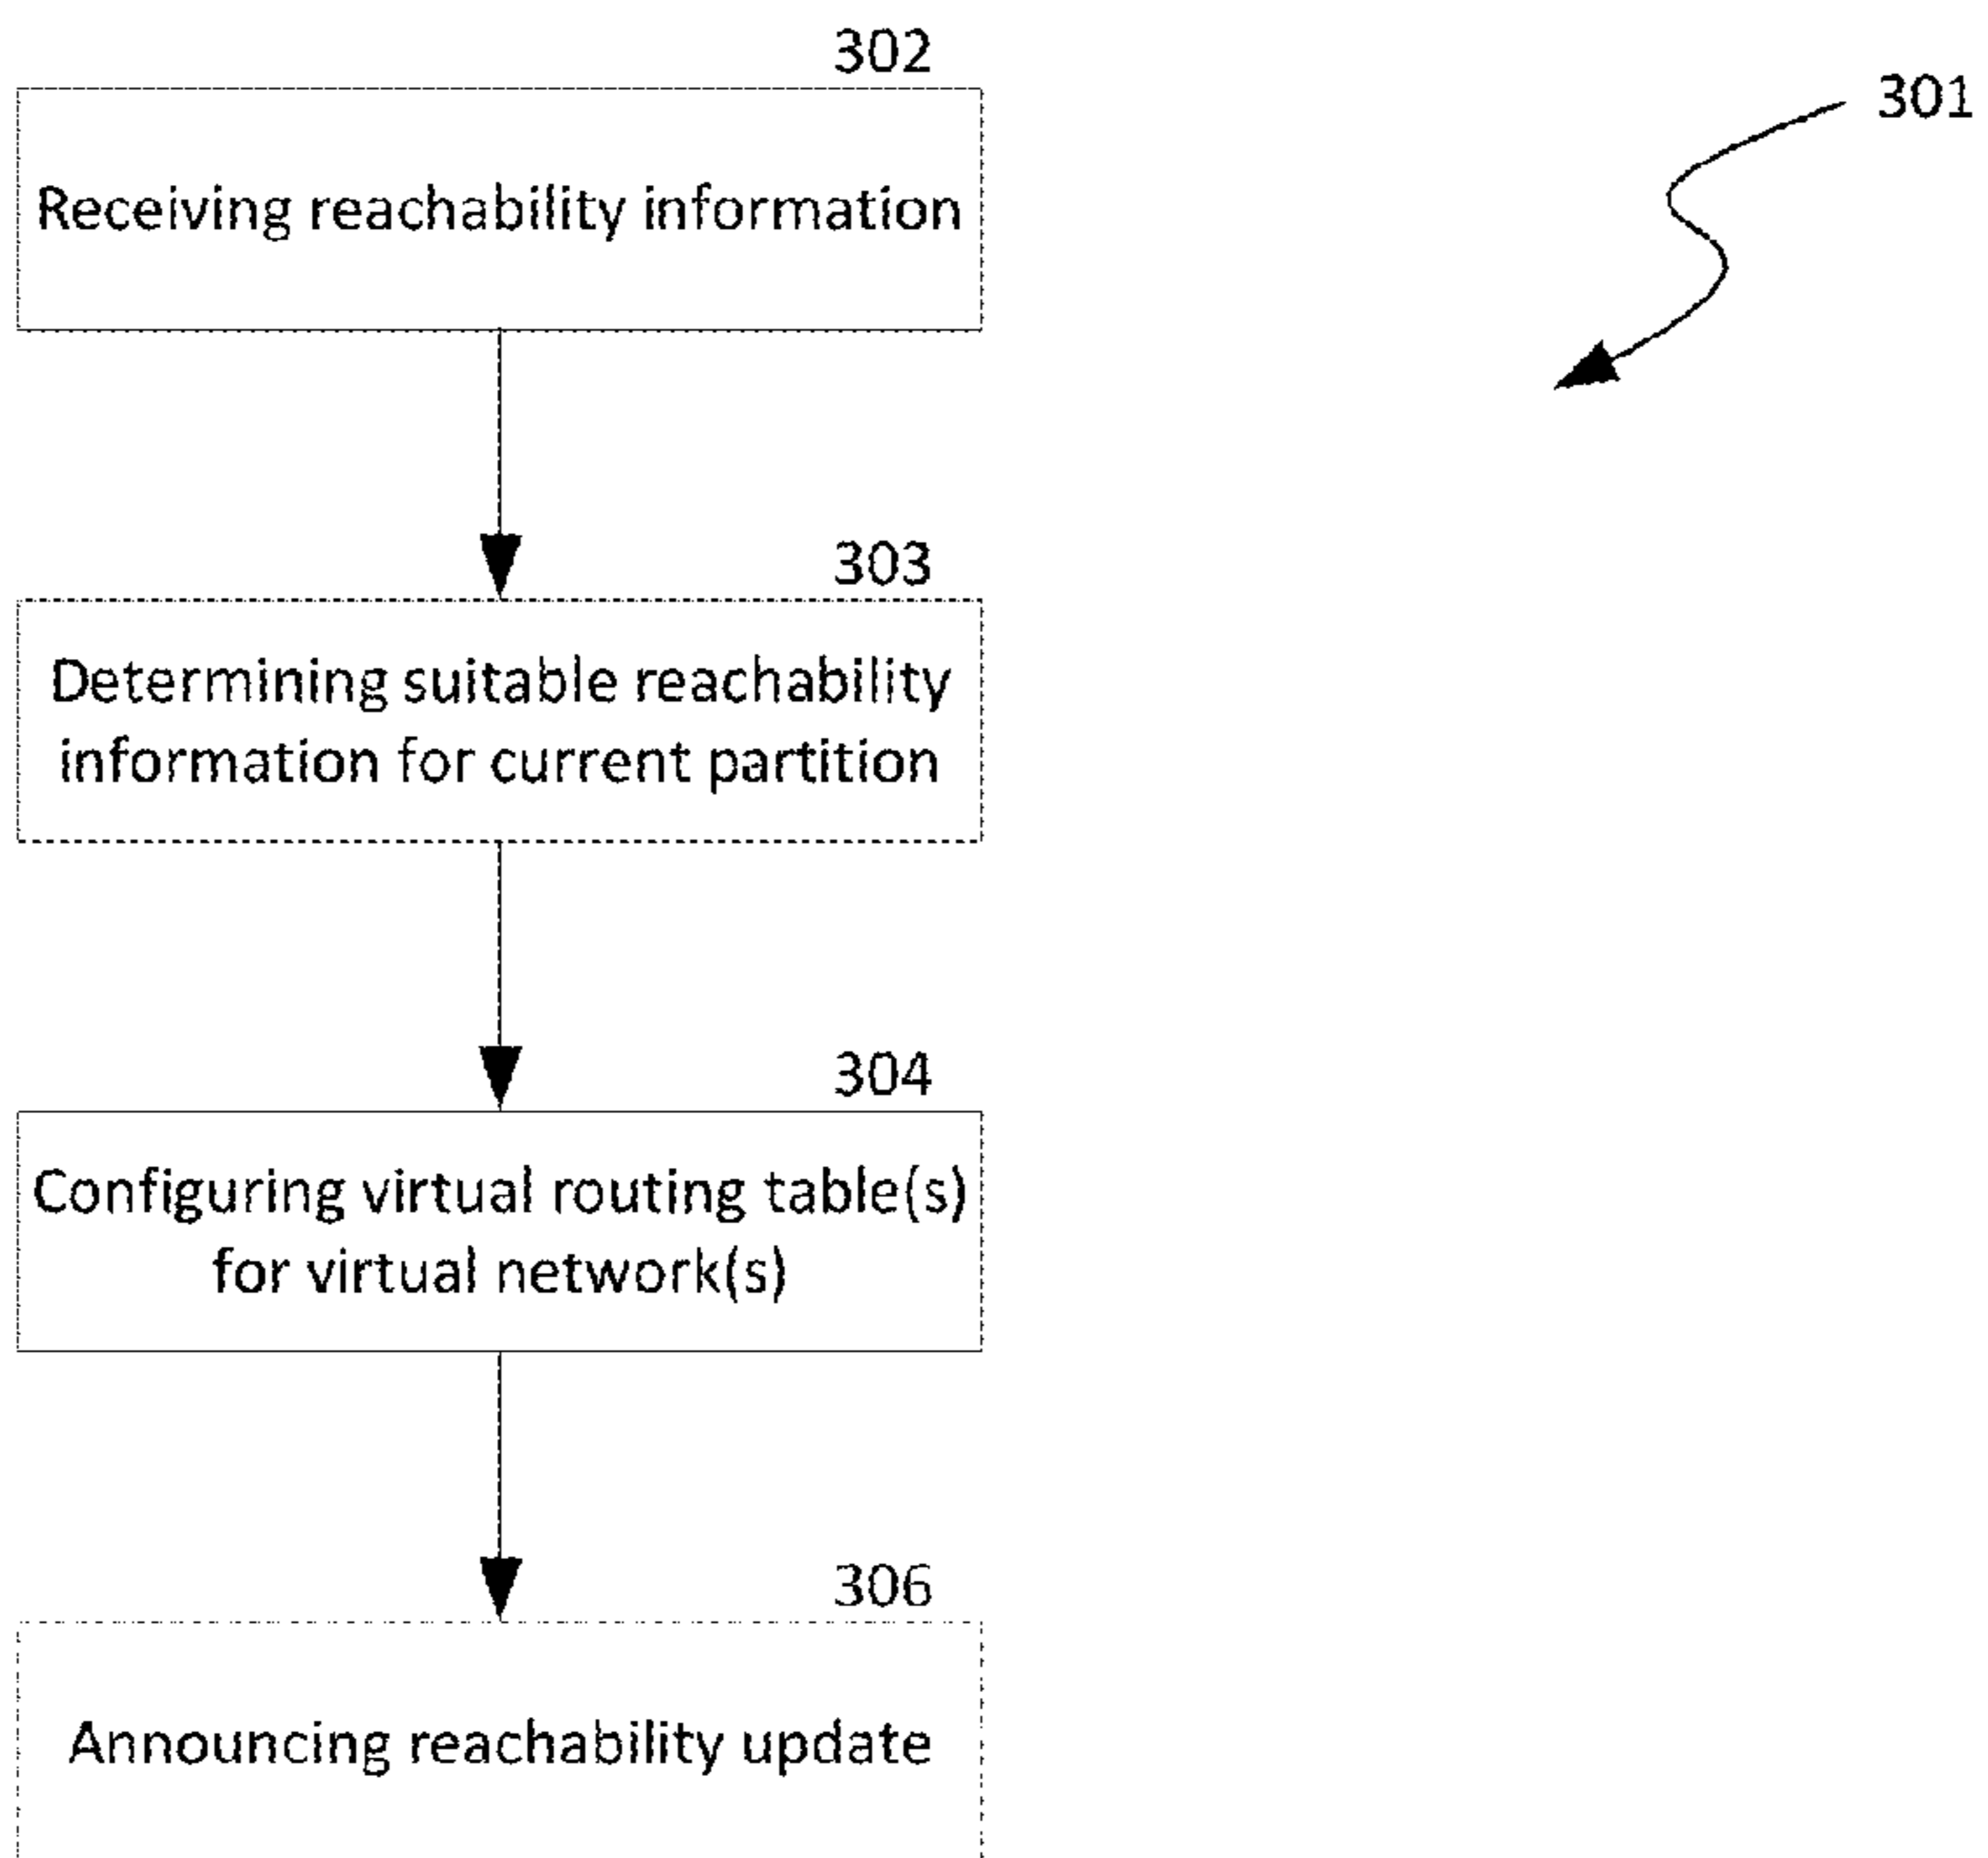 302
301
Receiving reachability information
303
Determining suitable reachability
information for current partition
304
Configuring virtual routing table(s)
for virtual network(s)
306
Announcing reachability update